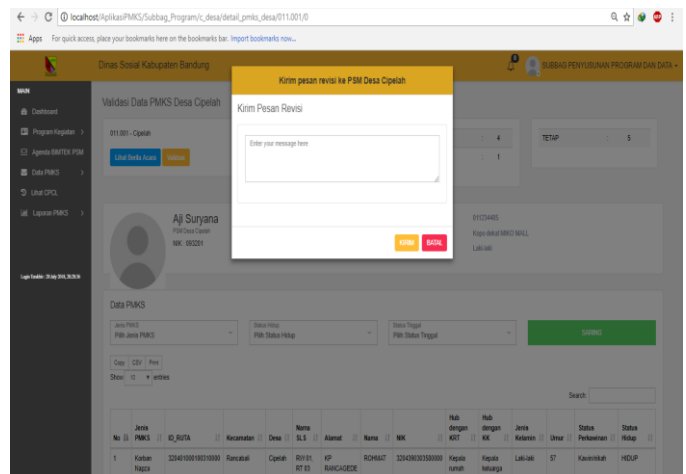 localhost/AplikasiPMKS/Subbag_Program/c_desa/detail_pmks_desa/011.001/0
Apps For quick access, place your bookmarks here on the bookmarks bar. Import bookmarks now...
Dinas Sosial Kabupaten Bandung
SUBBAG PENYUSUNAN PROGRAM DAN DATA
MAIN
Dashboard
Program Kegiatan
Agenda BIMTEK PSM
Data PMKS
Lihat CPCL
Laporan PMKS
Kirim pesan revisi ke PSM Desa Cipelah
Kirim Pesan Revisi
Enter your message here
KIRIM BATAL
Validasi Data PMKS Desa Cipelah
011.001 - Cipelah
Lihat Berita Acara Validasi
: 4
: 1
TETAP : 5
Aji Suryana
PSM Desa Cipelah
NIK : 093201
011234455
Laki-laki
Data PMKS
Jenis PMKS
Pilih Jenis PMKS
Status Hidup
Pilih Status Hidup
Status Tinggal
Pilih Status Tinggal
SARING
Copy CSV Print
Show 10 entries
Search:
No Jenis PMKS ID_RUTA Kecamatan Desa Nama SLS Alamat Nama NIK Hub dengan KRT Hub dengan KK Jenis Kelamin Umur Status Perkawinan Status Hidup
1 Korban Napza Rancabali Cipelah RW 01, RT 03 KP RANCAGEDE ROHMAT Kepala rumah Kepala keluarga Laki-laki 57 Kawin/nikah HIDUP